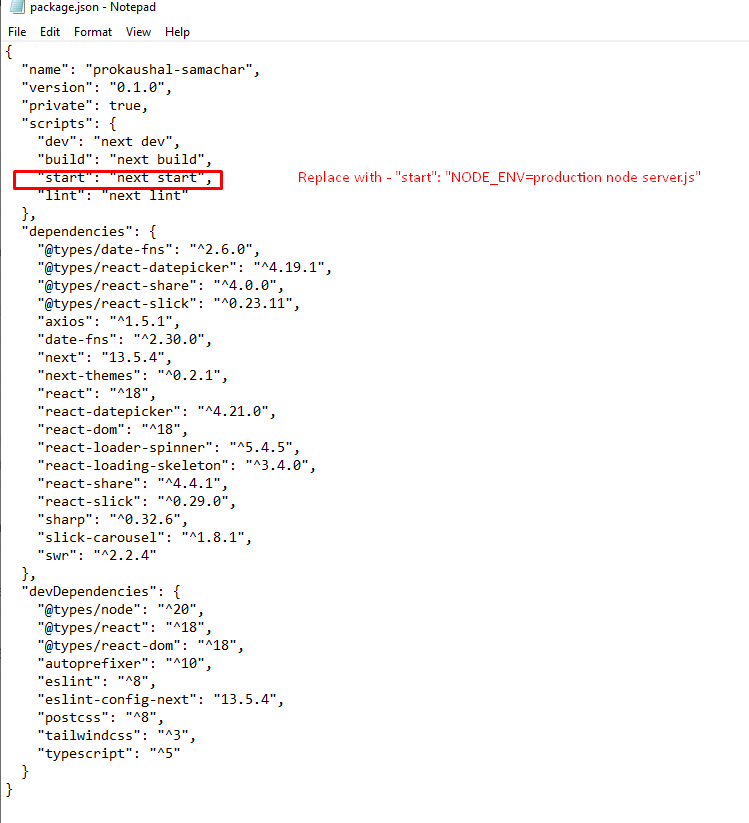 package.json - Notepad
File Edit Format View Help
{
  "name": "prokaushal-samachar",
  "version": "0.1.0",
  "private": true,
  "scripts": {
    "dev": "next dev",
    "build": "next build",
    "start": "next start", Replace with - "start": "NODE_ENV=production node server.js"
    "lint": "next lint"
  },
  "dependencies": {
    "@types/date-fns": "^2.6.0",
    "@types/react-datepicker": "^4.19.1",
    "@types/react-share": "^4.0.0",
    "@types/react-slick": "^0.23.11",
    "axios": "^1.5.1",
    "date-fns": "^2.30.0",
    "next": "13.5.4",
    "next-themes": "^0.2.1",
    "react": "^18",
    "react-datepicker": "^4.21.0",
    "react-dom": "^18",
    "react-loader-spinner": "^5.4.5",
    "react-loading-skeleton": "^3.4.0",
    "react-share": "^4.4.1",
    "react-slick": "^0.29.0",
    "sharp": "^0.32.6",
    "slick-carousel": "^1.8.1",
    "swr": "^2.2.4"
  },
  "devDependencies": {
    "@types/node": "^20",
    "@types/react": "^18",
    "@types/react-dom": "^18",
    "autoprefixer": "^10",
    "eslint": "^8",
    "eslint-config-next": "13.5.4",
    "postcss": "^8",
    "tailwindcss": "^3",
    "typescript": "^5"
  }
}